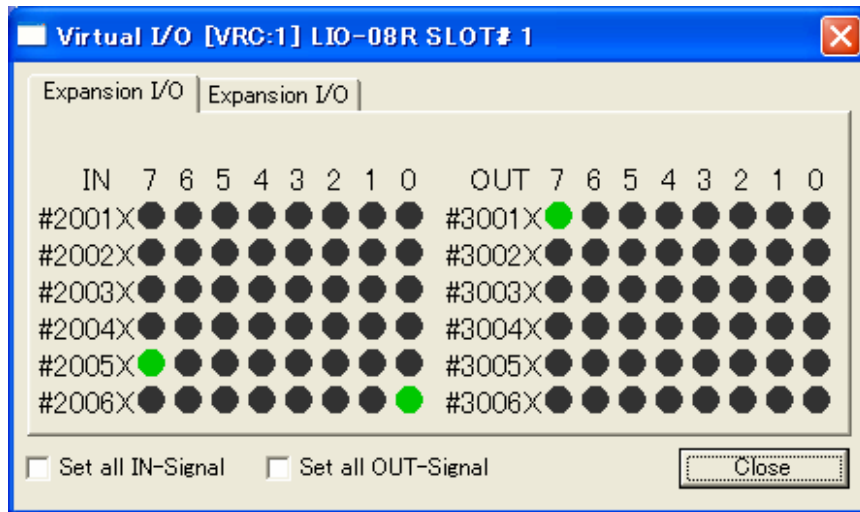 Virtual I/O [VRC:1] LIO-08R SLOT# 1
Expansion I/O Expansion I/O
IN 7 6 5 4 3 2 1 0 OUT 7 6 5 4 3 2 1 0
#2001X #3001X
#2002X #3002X
#2003X #3003X
#2004X #3004X
#2005X #3005X
#2006X #3006X
Set all IN-Signal Set all OUT-Signal Close